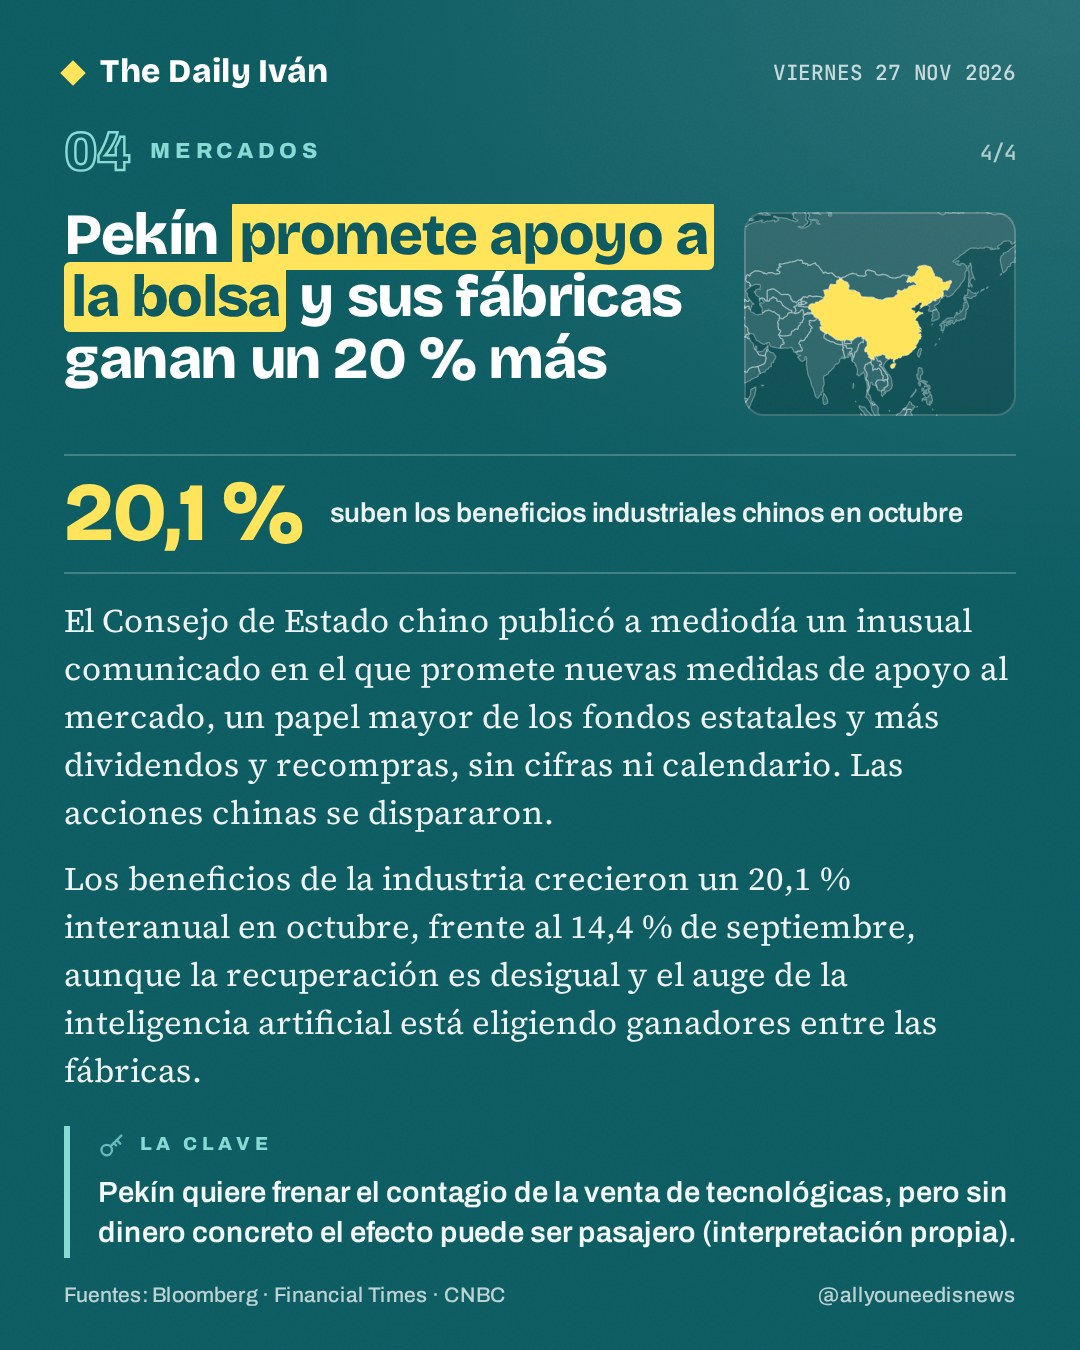 The Daily Iván
VIERNES 27 NOV 2026
04 MERCADOS
4/4
Pekín promete apoyo a
la bolsa y sus fábricas
ganan un 20 % más
20,1 %
suben los beneficios industriales chinos en octubre
El Consejo de Estado chino publicó a mediodía un inusual
comunicado en el que promete nuevas medidas de apoyo al
mercado, un papel mayor de los fondos estatales y más
dividendos y recompras, sin cifras ni calendario. Las
acciones chinas se dispararon.
Los beneficios de la industria crecieron un 20,1 %
interanual en octubre, frente al 14,4 % de septiembre,
aunque la recuperación es desigual y el auge de la
inteligencia artificial está eligiendo ganadores entre las
fábricas.
LA CLAVE
Pekín quiere frenar el contagio de la venta de tecnológicas, pero sin
dinero concreto el efecto puede ser pasajero (interpretación propia).
Fuentes: Bloomberg · Financial Times · CNBC
@allyouneedisnews